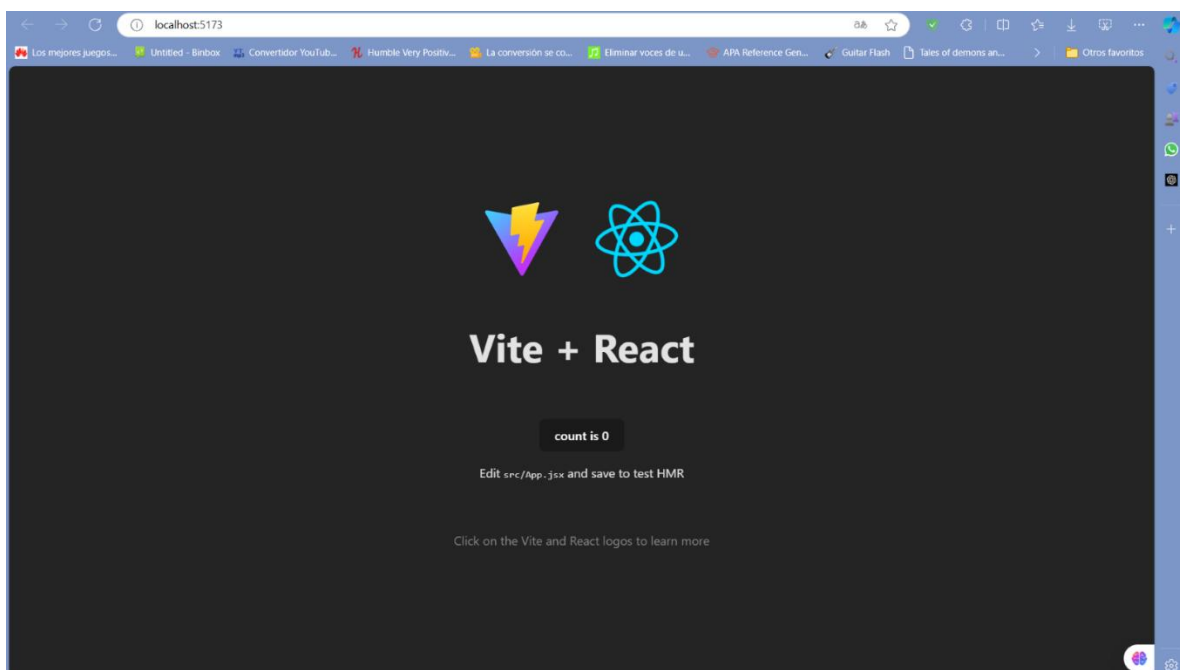 localhost:5173
Los mejores juegos... Untitled - Binbox Convertidor YouTub... Humble Very Positiv... La conversión se co... Eliminar voces de u... APA Reference Gen... Guitar Flash Tales of demons an... Otros favoritos
Vite + React
count is 0
Edit src/App.jsx and save to test HMR
Click on the Vite and React logos to learn more